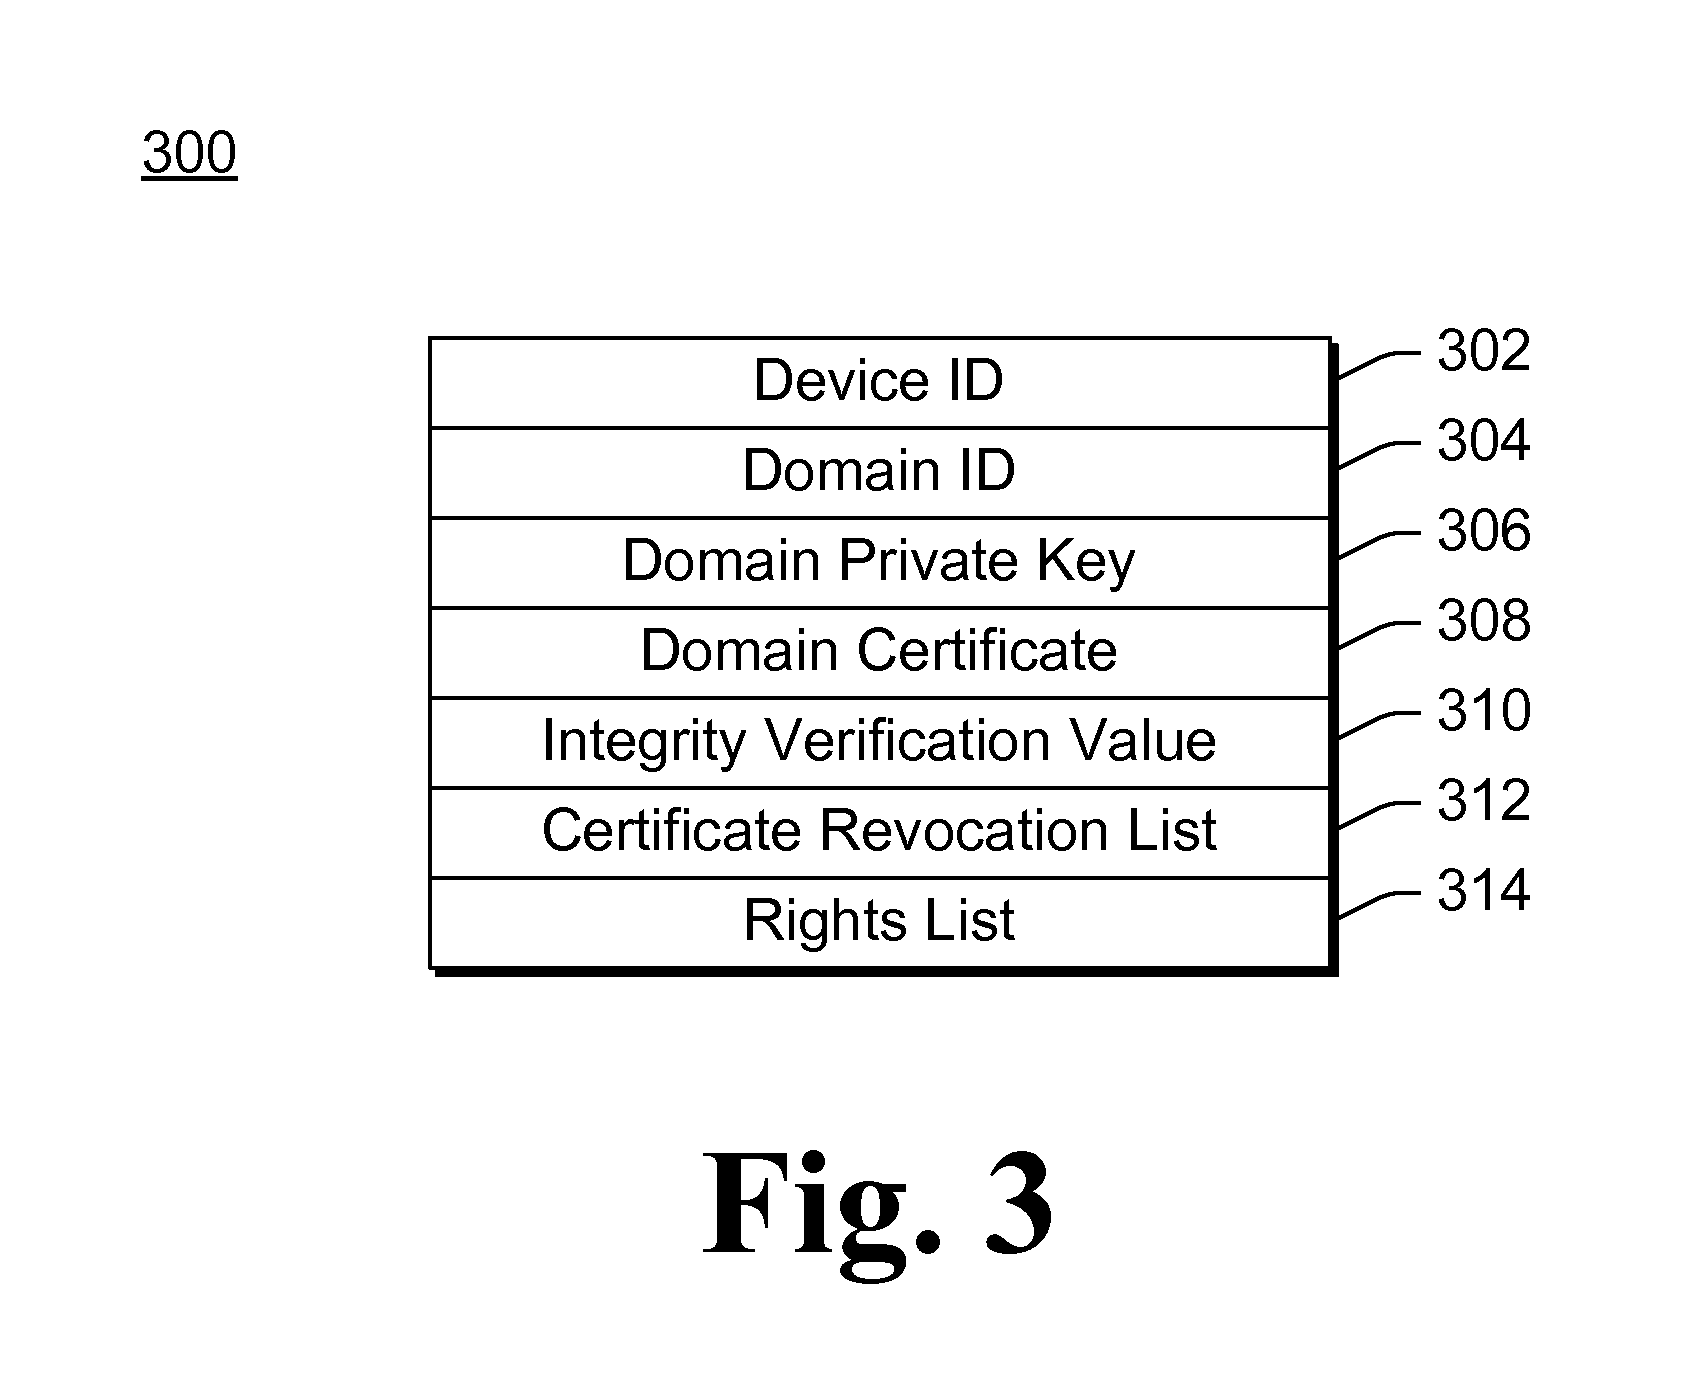 300
Device ID 302
Domain ID 304
Domain Private Key 306
Domain Certificate 308
Integrity Verification Value 310
Certificate Revocation List 312
Rights List 314
Fig. 3